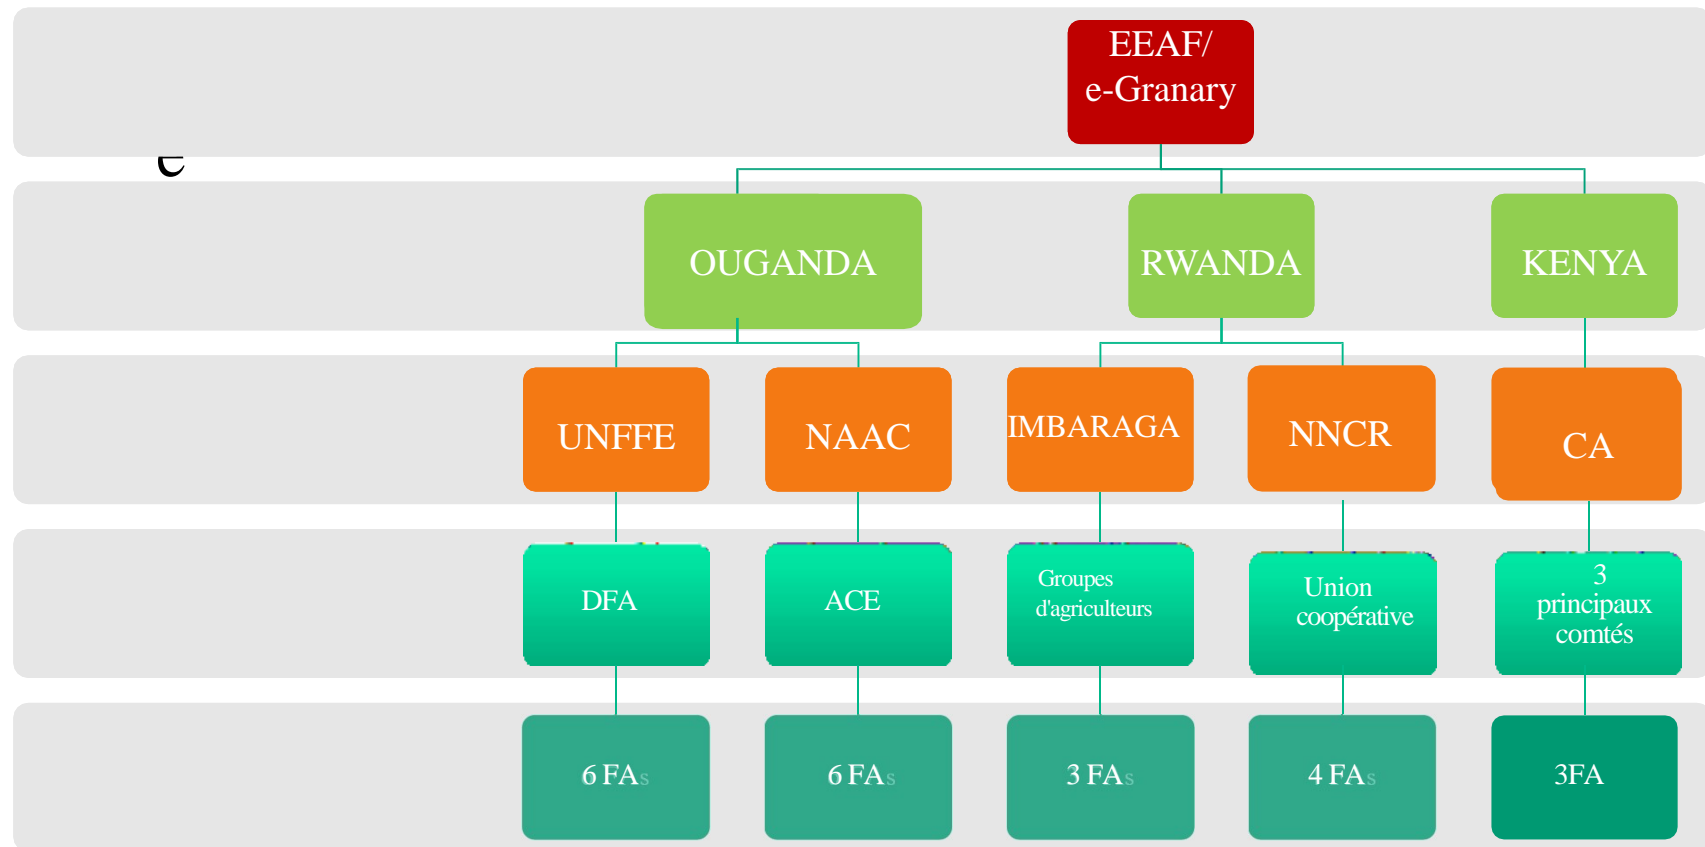 EEAF/
e-Granary
e
OUGANDA
RWANDA
KENYA
UNFFE
NAAC
IMBARAGA
NNCR
CA
DFA
ACE
Groupes
d'agriculteurs
Union
coopérative
3
principaux
comtés
6 FAs
6 FAs
3 FAs
4 FAs
3FA